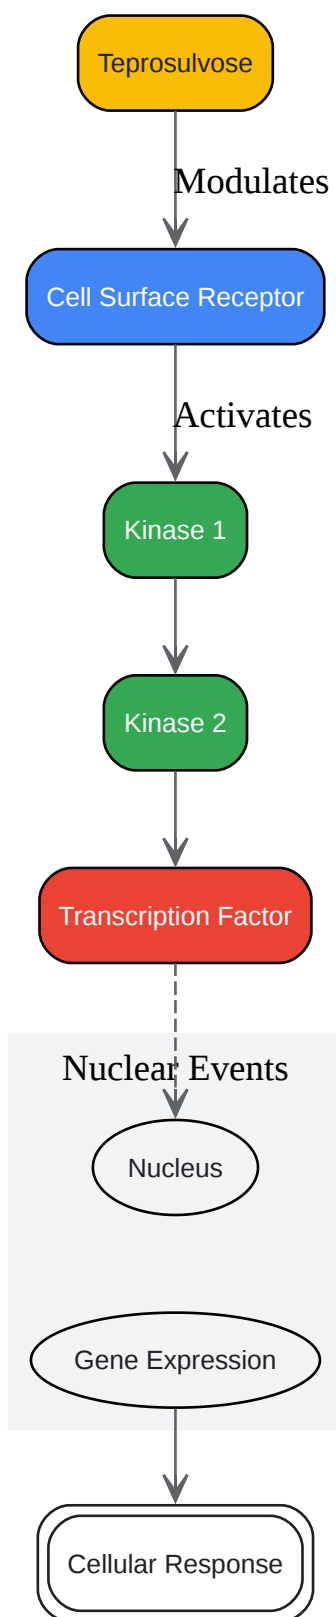 Teprosulvose
Modulates
Cell Surface Receptor
Activates
Kinase 1
Kinase 2
Transcription Factor
Nuclear Events
Nucleus
Gene Expression
Cellular Response